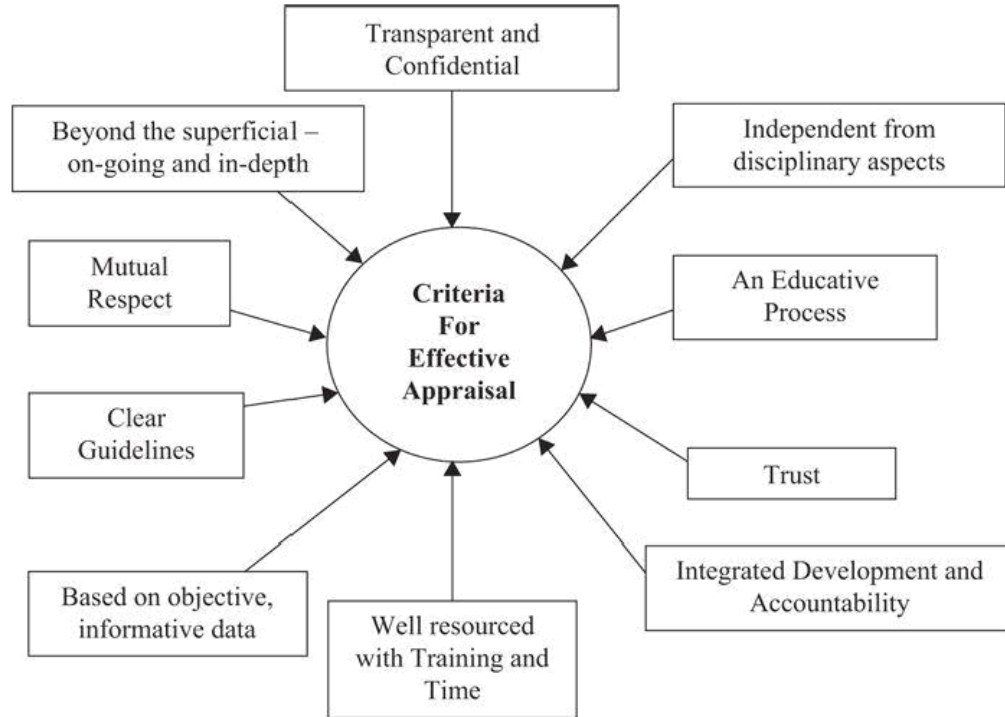 Transparent and
Confidential
Beyond the superficial –
on-going and in-depth
Independent from
disciplinary aspects
Mutual
Respect
Criteria
For
Effective
Appraisal
An Educative
Process
Clear
Guidelines
Trust
Based on objective,
informative data
Well resourced
with Training and
Time
Integrated Development and
Accountability